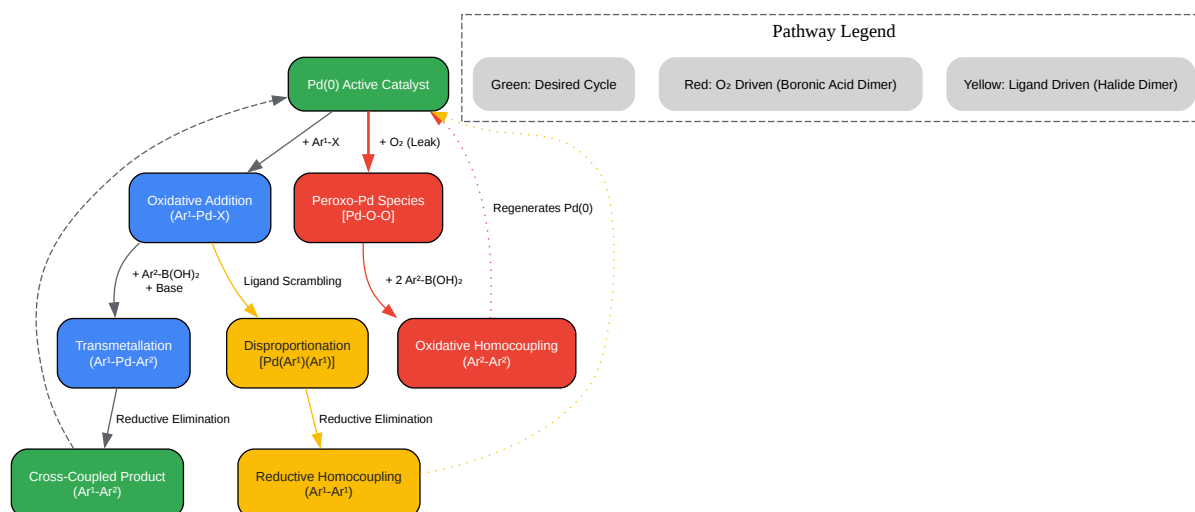 Pathway Legend
Green: Desired Cycle
Red: O₂ Driven (Boronic Acid Dimer)
Yellow: Ligand Driven (Halide Dimer)
Pd(0) Active Catalyst
+ Ar¹-X
+ O₂ (Leak)
Oxidative Addition
(Ar¹-Pd-X)
Peroxo-Pd Species
[Pd-O-O]
Regenerates Pd(0)
+ Ar²-B(OH)₂
+ Base
Ligand Scrambling
+ 2 Ar²-B(OH)₂
Transmetallation
(Ar¹-Pd-Ar²)
Disproportionation
[Pd(Ar¹)(Ar¹)]
Oxidative Homocoupling
(Ar²-Ar²)
Reductive Elimination
Reductive Elimination
Cross-Coupled Product
(Ar¹-Ar²)
Reductive Homocoupling
(Ar¹-Ar¹)